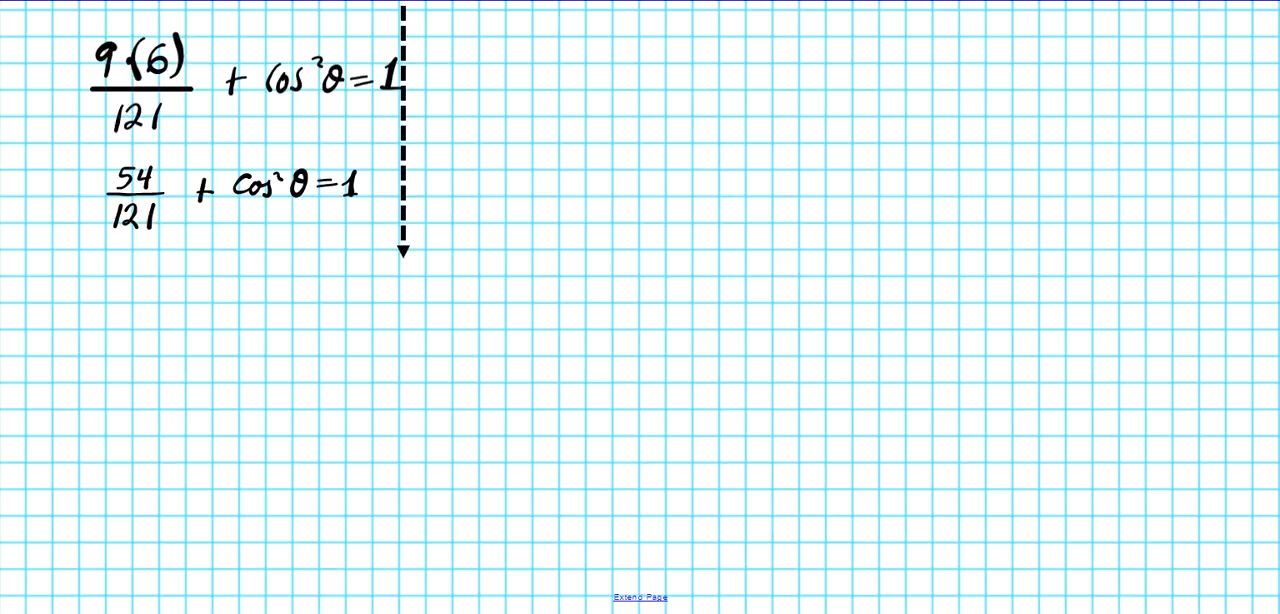 9·(6)/121 + cos²θ = 1
54/121 + cos²θ = 1
Extend Page